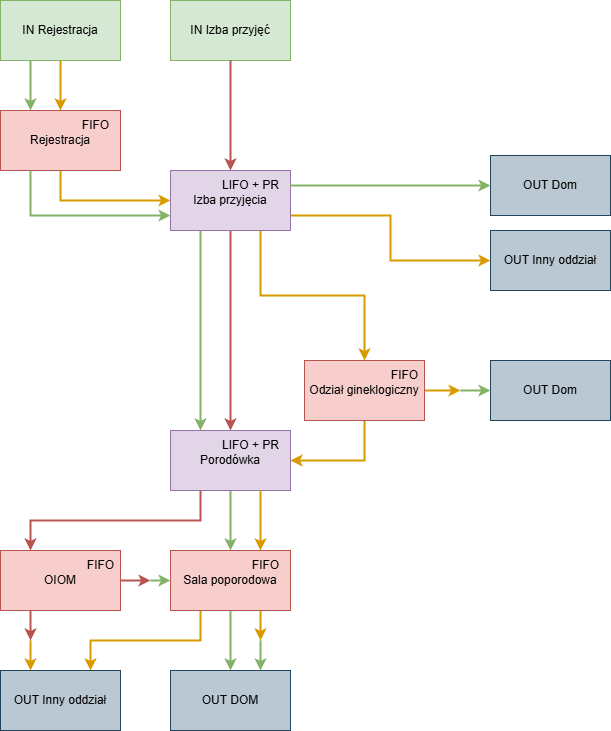 IN Rejestracja
IN Izba przyjęć
FIFO
Rejestracja
LIFO + PR
Izba przyjęcia
OUT Dom
OUT Inny oddział
FIFO
Odział gineklogiczny
OUT Dom
LIFO + PR
Porodówka
FIFO
OIOM
FIFO
Sala poporodowa
OUT Inny oddział
OUT DOM